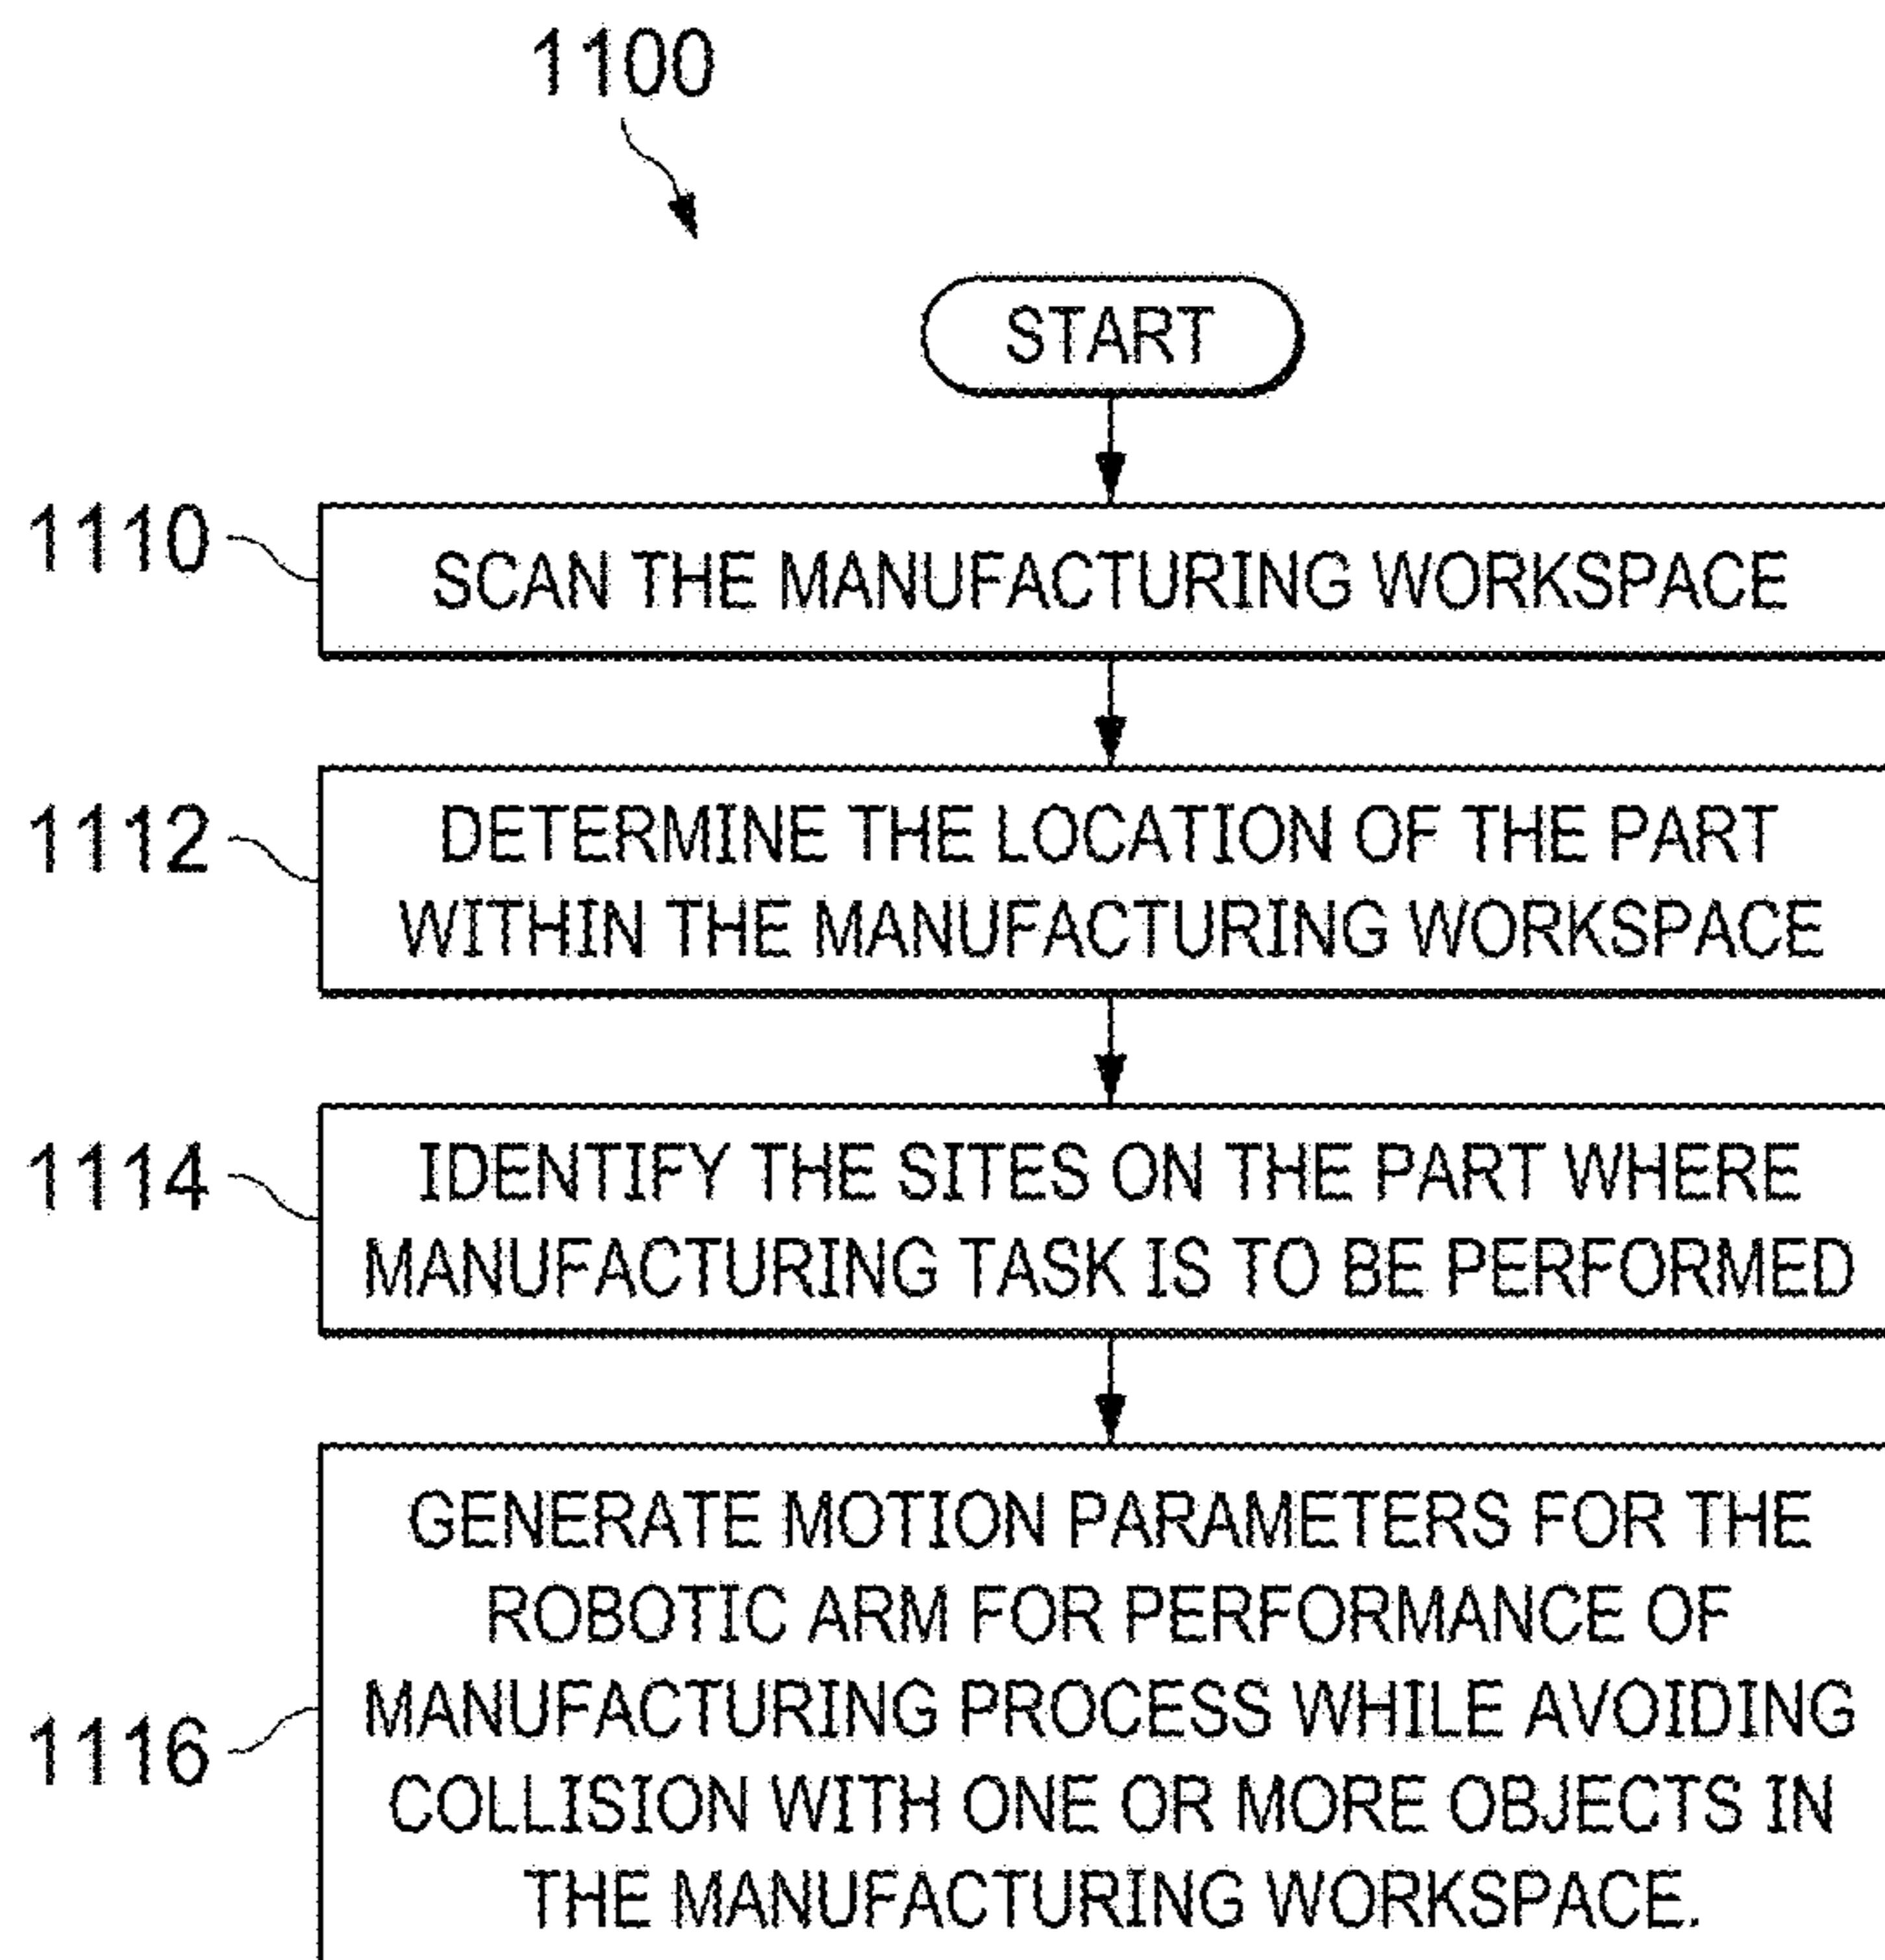 1100
START
1110
SCAN THE MANUFACTURING WORKSPACE
1112
DETERMINE THE LOCATION OF THE PART
WITHIN THE MANUFACTURING WORKSPACE
1114
IDENTIFY THE SITES ON THE PART WHERE
MANUFACTURING TASK IS TO BE PERFORMED
1116
GENERATE MOTION PARAMETERS FOR THE
ROBOTIC ARM FOR PERFORMANCE OF
MANUFACTURING PROCESS WHILE AVOIDING
COLLISION WITH ONE OR MORE OBJECTS IN
THE MANUFACTURING WORKSPACE.